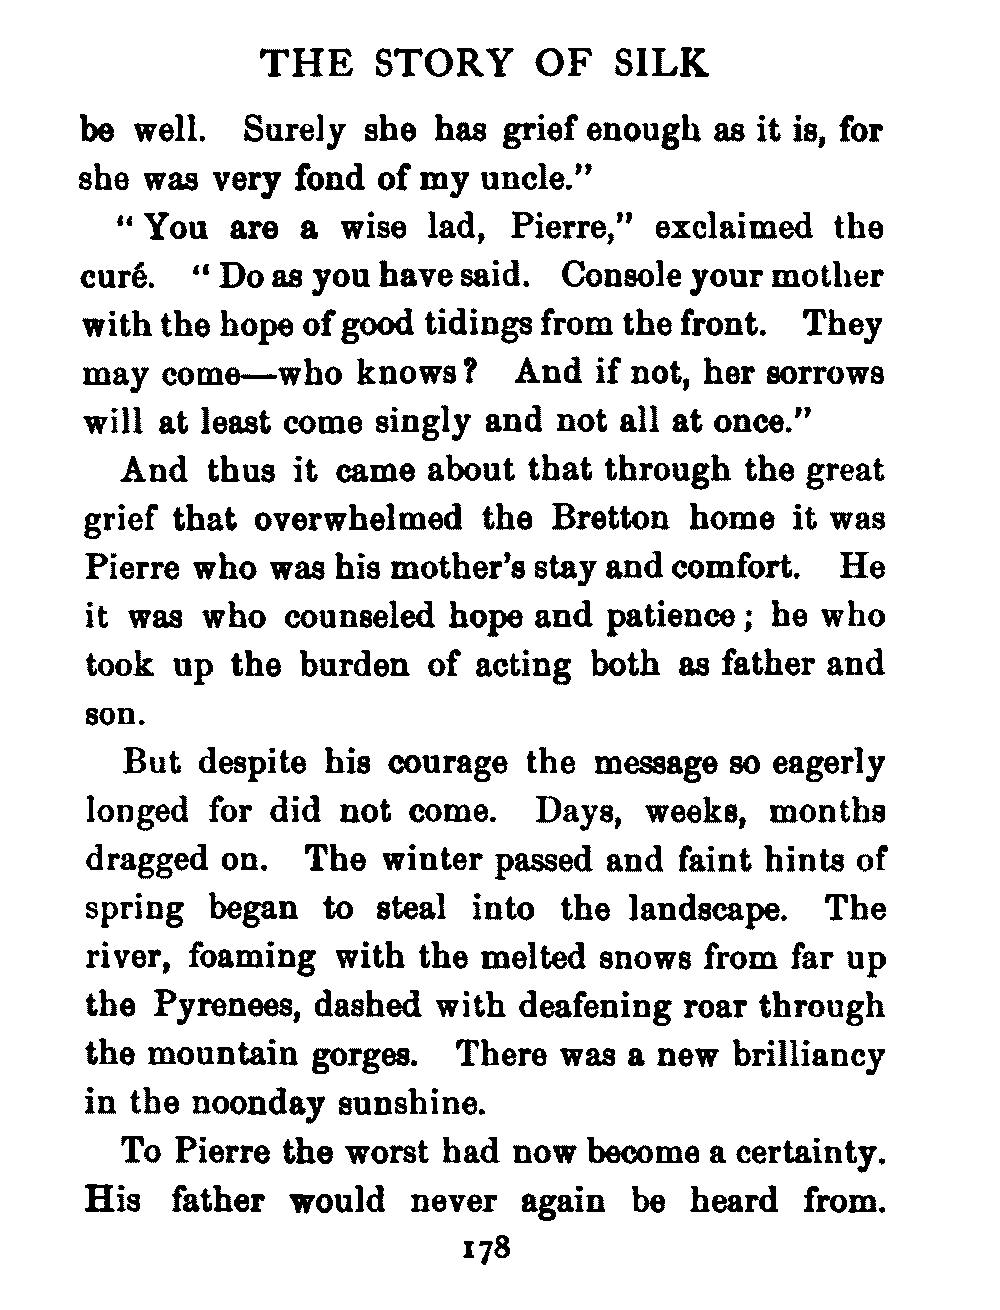 THE STORY OF SILK
be well. Surely she has grief enough as it is, for
she was very fond of my uncle.”
“ You are a wise lad, Pierre,” exclaimed the
curé. “ Do as you have said. Console your mother
with the hope of good tidings from the front. They
may come—who knows? And if not, her sorrows
will at least come singly and not all at once.”
And thus it came about that through the great
grief that overwhelmed the Bretton home it was
Pierre who was his mother’s stay and comfort. He
it was who counseled hope and patience; he who
took up the burden of acting both as father and
son.
But despite his courage the message so eagerly
longed for did not come. Days, weeks, months
dragged on. The winter passed and faint hints of
spring began to steal into the landscape. The
river, foaming with the melted snows from far up
the Pyrenees, dashed with deafening roar through
the mountain gorges. There was a new brilliancy
in the noonday sunshine.
To Pierre the worst had now become a certainty.
His father would never again be heard from.
178